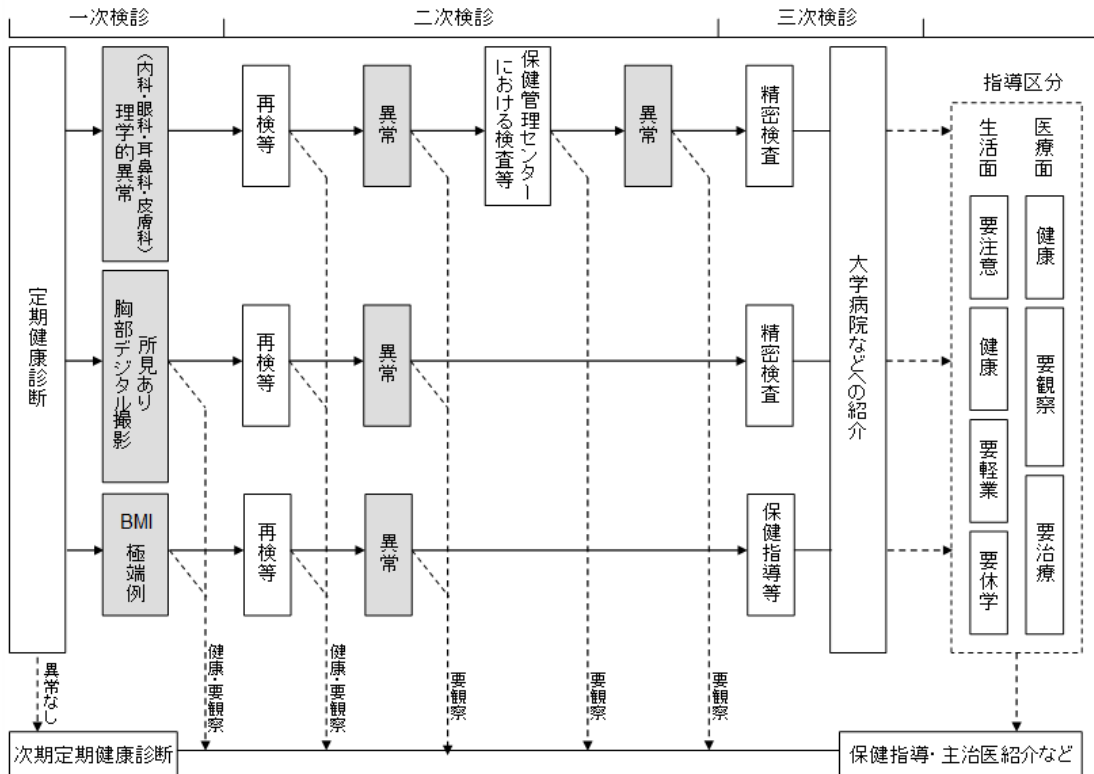 一次検診
二次検診
三次検診
定期健康診断
理学的異常
（内科・眼科・耳鼻科・皮膚科）
再検等
異常
保健管理センター
における検査等
異常
精密検査
所見あり
胸部デジタル撮影
再検等
異常
精密検査
BMI
極端例
再検等
異常
保健指導等
大学病院などへの紹介
指導区分
医療面
健康
要観察
要治療
生活面
要注意
健康
要軽業
要休学
異常なし
健康・要観察
健康・要観察
要観察
要観察
要観察
次期定期健康診断
保健指導・主治医紹介など